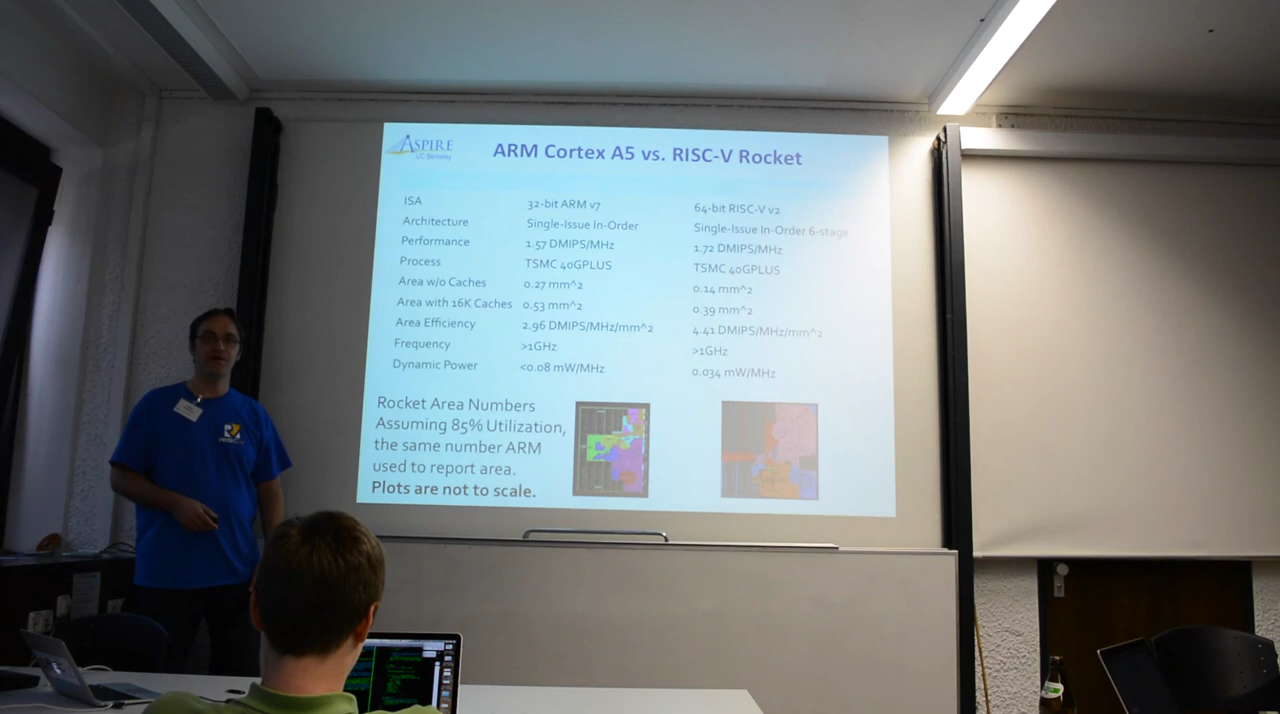 ASPIRE
UC Berkeley
ARM Cortex A5 vs. RISC-V Rocket
ISA 32-bit ARM v7 64-bit RISC-V v2
Architecture Single-Issue In-Order Single-Issue In-Order 6-stage
Performance 1.57 DMIPS/MHz 1.72 DMIPS/MHz
Process TSMC 40GPLUS TSMC 40GPLUS
Area w/o Caches 0.27 mm^2 0.14 mm^2
Area with 16K Caches 0.53 mm^2 0.39 mm^2
Area Efficiency 2.96 DMIPS/MHz/mm^2 4.41 DMIPS/MHz/mm^2
Frequency >1GHz >1GHz
Dynamic Power <0.08 mW/MHz 0.034 mW/MHz
Rocket Area Numbers
Assuming 85% Utilization,
the same number ARM
used to report area.
Plots are not to scale.
RISC-V